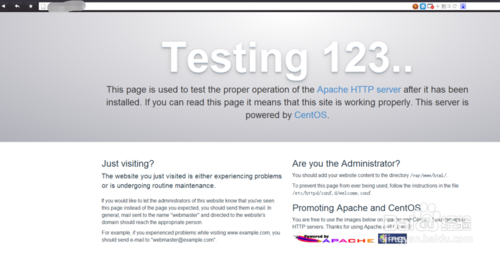 Testing 123..
This page is used to test the proper operation of the Apache HTTP server after it has been
installed. If you can read this page it means that this site is working properly. This server is
powered by CentOS.
Just visiting?
The website you just visited is either experiencing problems
or is undergoing routine maintenance.
If you would like to let the administrators of this website know that you've seen
this page instead of the page you expected, you should send them e-mail. In
general, mail sent to the name "webmaster" and directed to the website's
domain should reach the appropriate person.
For example, if you experienced problems while visiting www.example.com, you
should send e-mail to "webmaster@example.com".
Are you the Administrator?
You should add your website content to the directory /var/www/html/.
To prevent this page from ever being used, follow the instructions in the file
/etc/httpd/conf.d/welcome.conf.
Promoting Apache and CentOS
You are free to use the images below on Apache and CentOS
HTTP servers. Thanks for using Apache
Powered by
APACHE